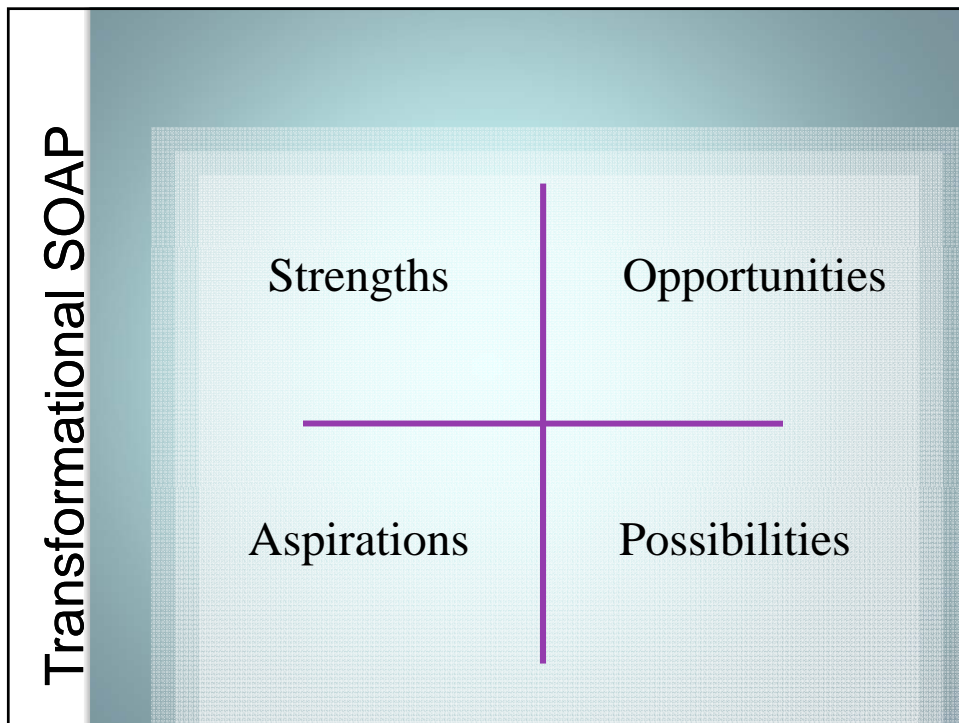 Transformational SOAP
Strengths
Opportunities
Aspirations
Possibilities